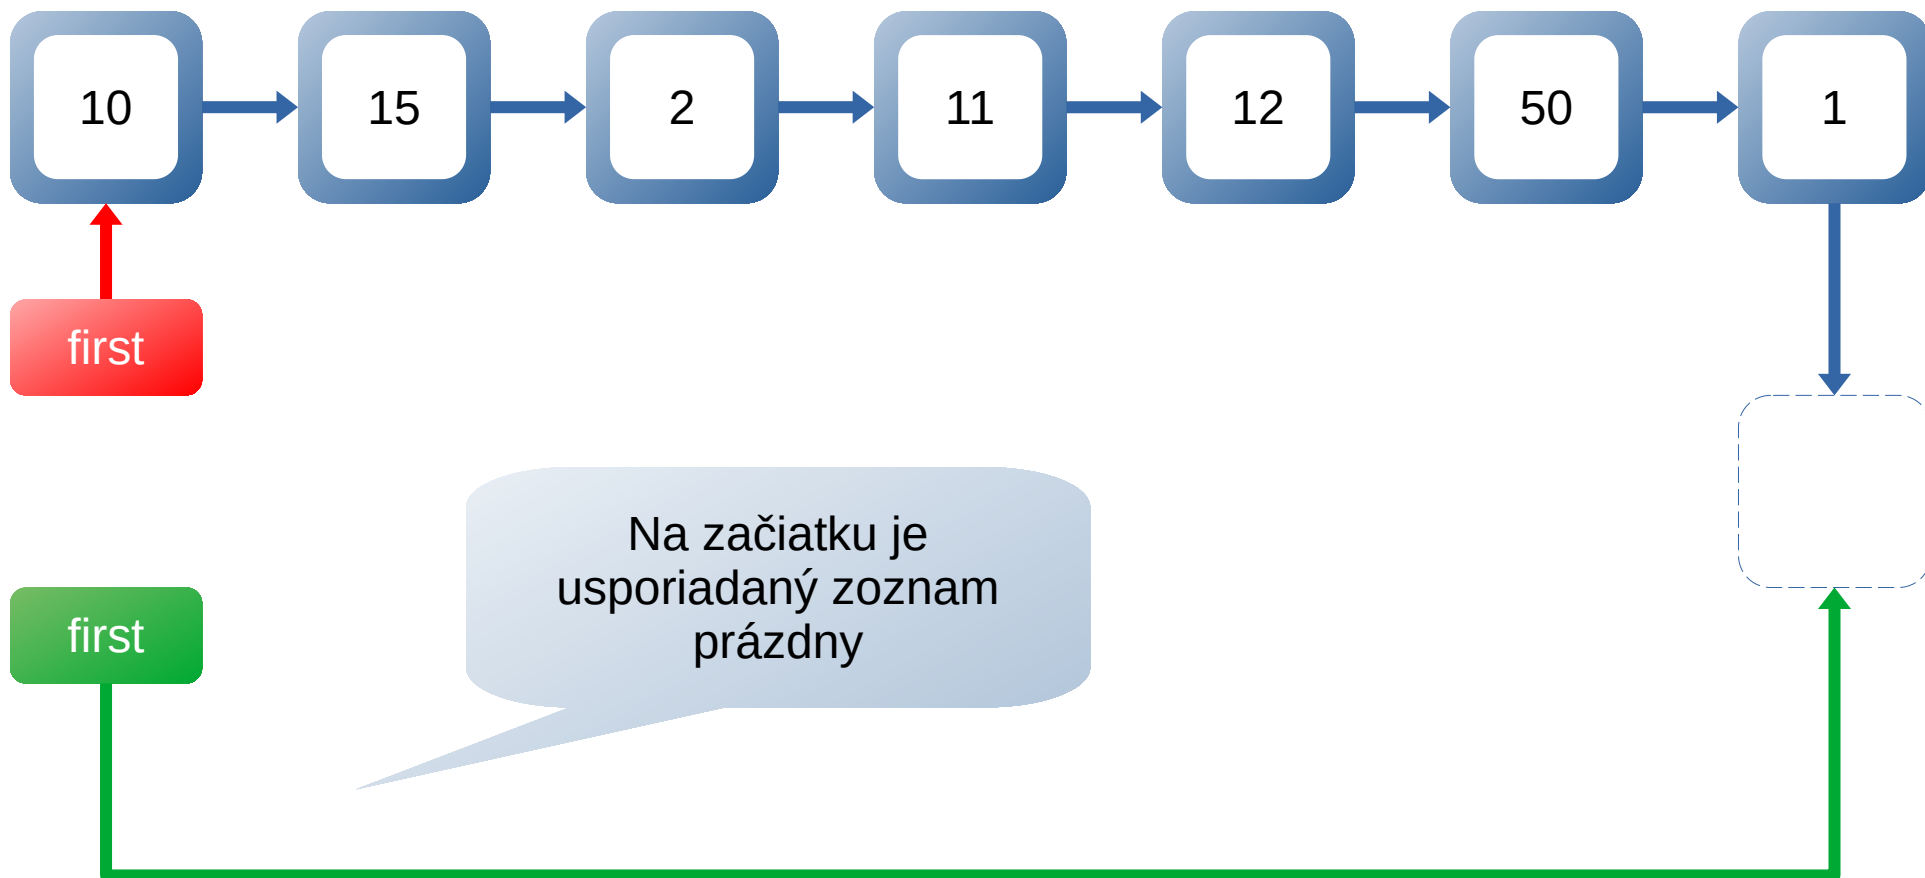 10
15
2
11
12
50
1
first
Na začiatku je
usporiadaný zoznam
prázdny
first